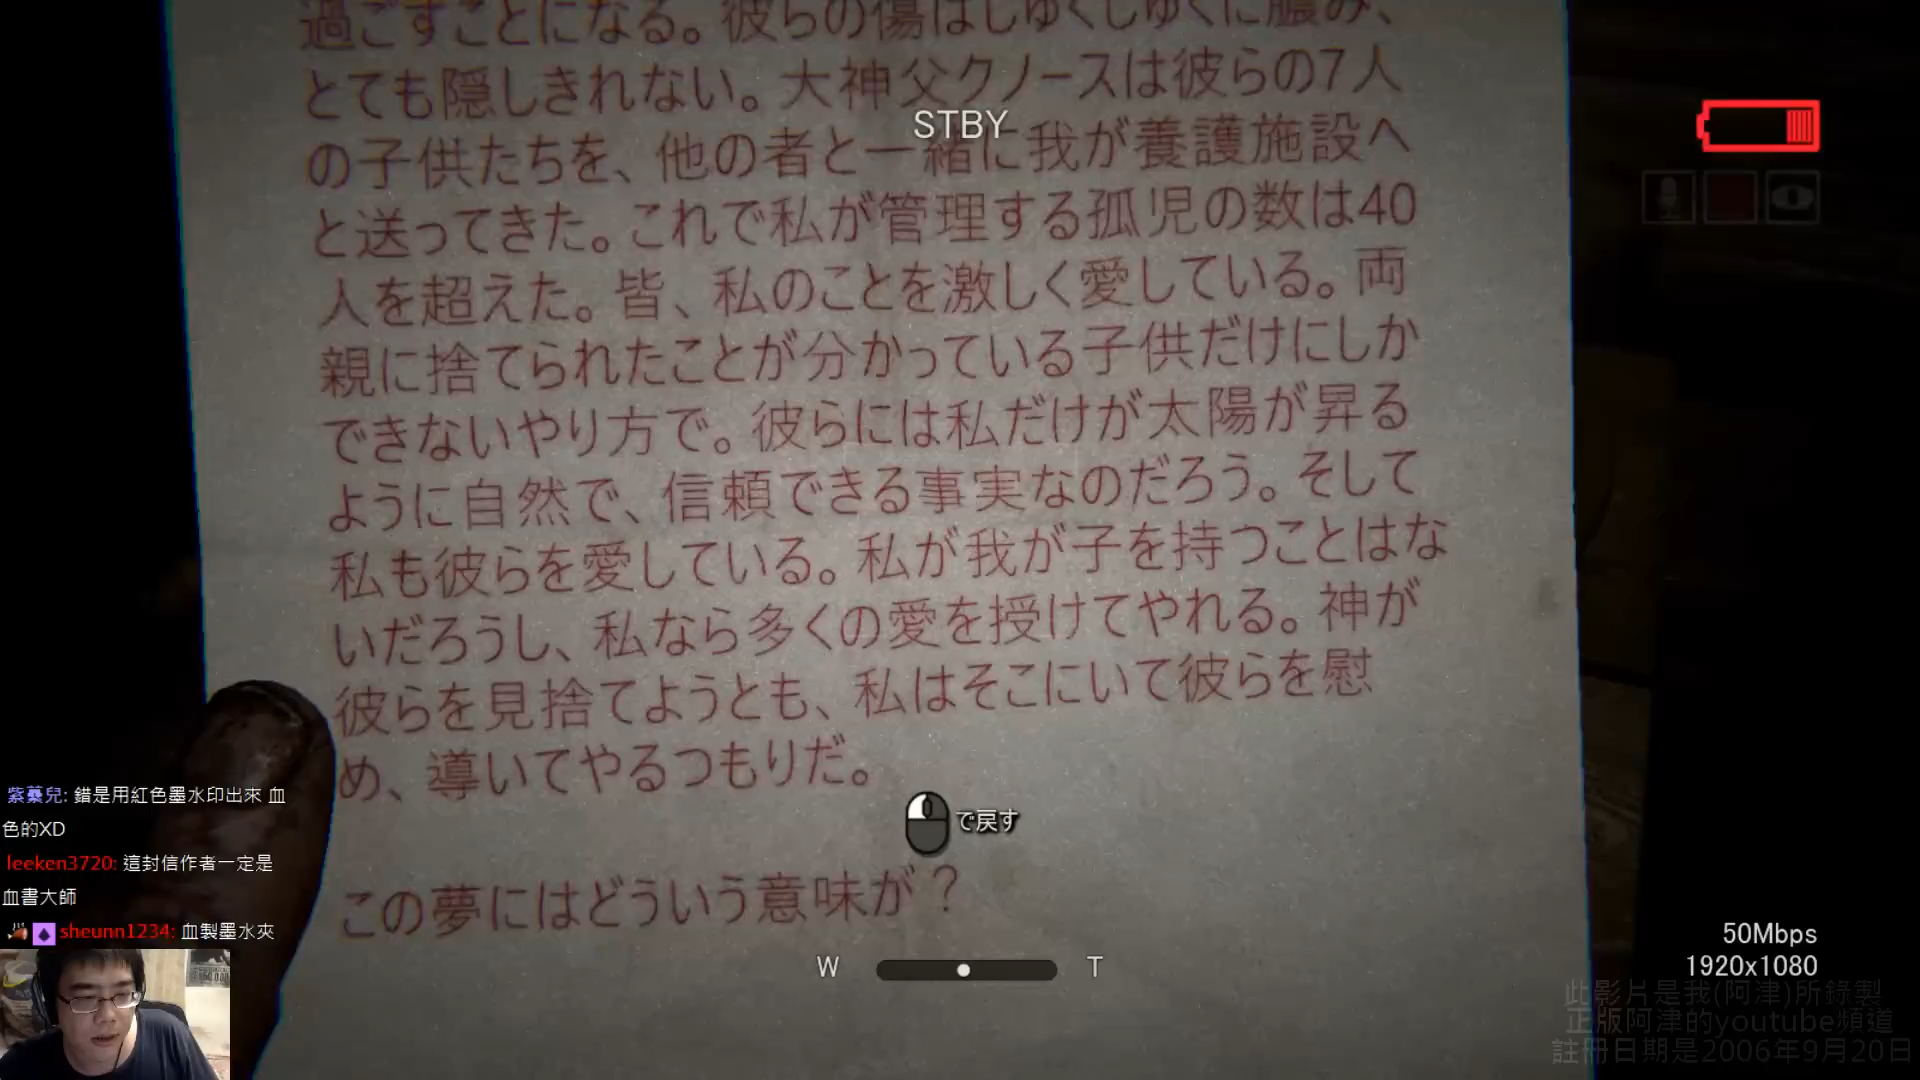 過ごすことになる。彼らの傷はじゅくじゅくに膿み、
とても隠しきれない。大神父クノースは彼らの7人
STBY
の子供たちを、他の者と一緒に我が養護施設へ
と送ってきた。これで私が管理する孤児の数は40
人を超えた。皆、私のことを激しく愛している。両
親に捨てられたことが分かっている子供だけにしか
できないやり方で。彼らには私だけが太陽が昇る
ように自然で、信頼できる事実なのだろう。そして
私も彼らを愛している。私が我が子を持つことはな
いだろうし、私なら多くの愛を授けてやれる。神が
彼らを見捨てようとも、私はそこにいて彼らを慰
め、導いてやるつもりだ。
で戻す
この夢にはどういう意味が?
W T
50Mbps
1920x1080
錯是用紅色墨水印出來 血
色的XD
leeken3720: 這封信作者一定是
血書大師
sheunn1234: 血製墨水夾
此影片是我(阿津)所錄製
正版阿津的youtube頻道
註冊日期是2006年9月20日